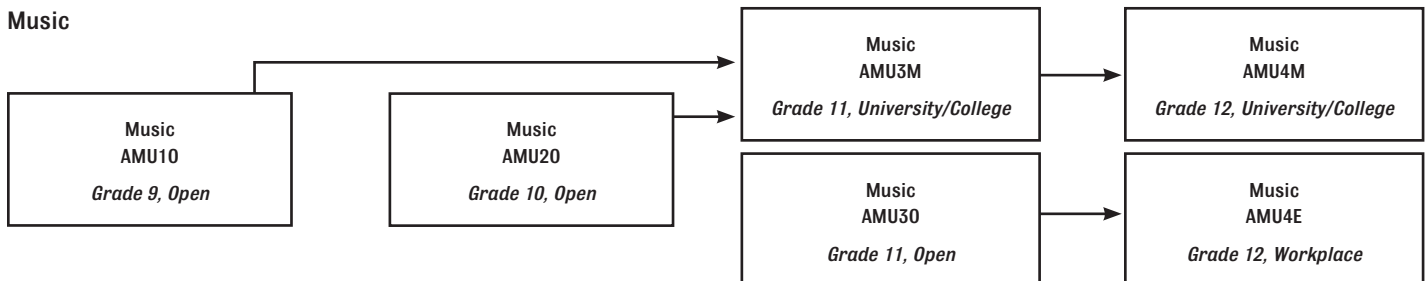 Music
Music
AMU1O
Grade 9, Open
Music
AMU2O
Grade 10, Open
Music
AMU3M
Grade 11, University/College
Music
AMU4M
Grade 12, University/College
Music
AMU3O
Grade 11, Open
Music
AMU4E
Grade 12, Workplace